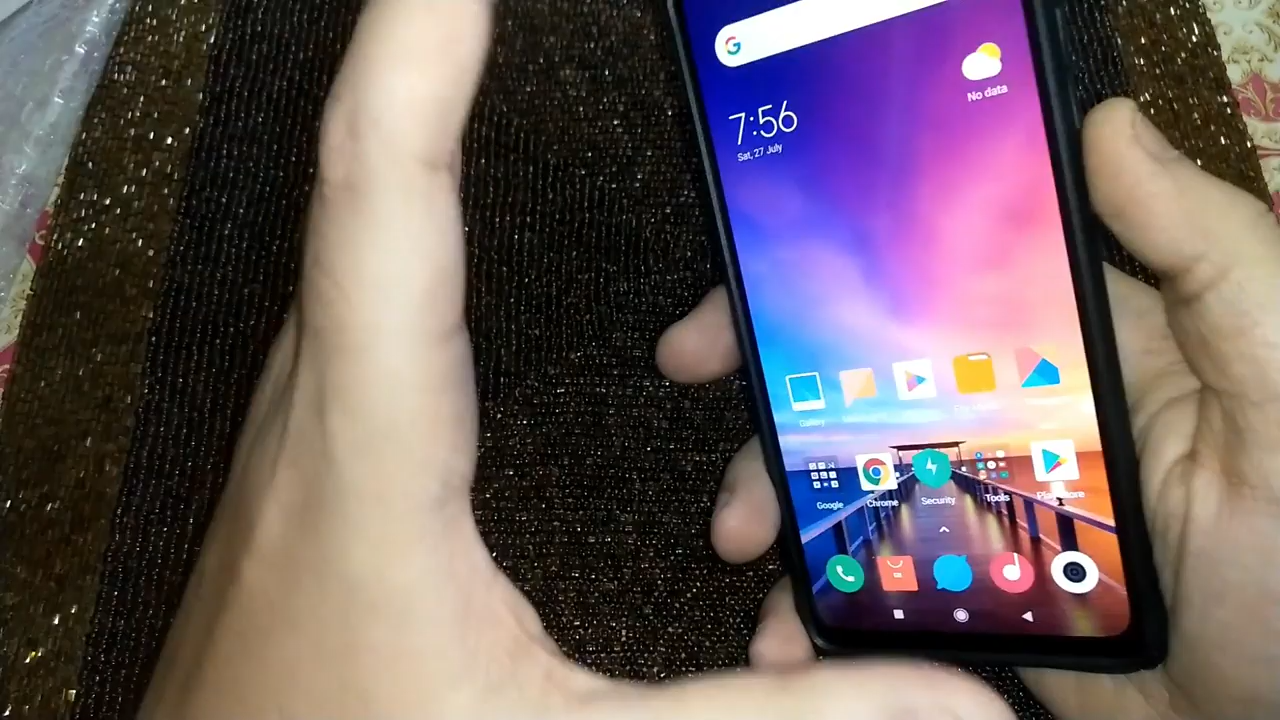 No data
7:56
Sat, 27 July
Gallery
Google
Chrome
Security
Tools
Play Store